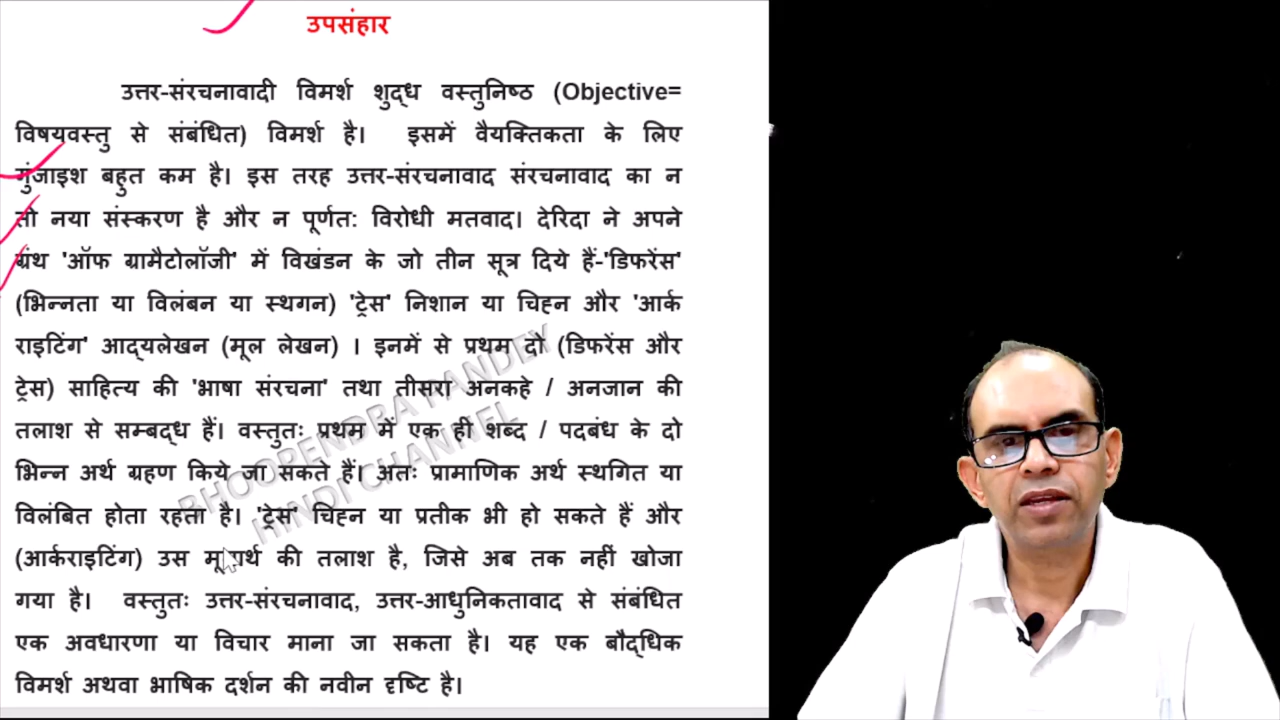 उपसंहार
उत्तर-संरचनावादी विमर्श शुद्ध वस्तुनिष्ठ (Objective=
विषयवस्तु से संबंधित) विमर्श है। इसमें वैयक्तिकता के लिए
गुंजाइश बहुत कम है। इस तरह उत्तर-संरचनावाद संरचनावाद का न
तो नया संस्करण है और न पूर्णत: विरोधी मतवाद। देरिदा ने अपने
ग्रंथ 'ऑफ ग्रामैटोलॉजी' में विखंडन के जो तीन सूत्र दिये हैं-'डिफरेंस'
(भिन्नता या विलंबन या स्थगन) 'ट्रेस' निशान या चिह्न और 'आर्क
राइटिंग' आद्यलेखन (मूल लेखन) । इनमें से प्रथम दो (डिफरेंस और
ट्रेस) साहित्य की 'भाषा संरचना' तथा तीसरा अनकहे / अनजान की
तलाश से सम्बद्ध हैं। वस्तुतः प्रथम में एक ही शब्द / पदबंध के दो
भिन्न अर्थ ग्रहण किये जा सकते हैं। अतः प्रामाणिक अर्थ स्थगित या
विलंबित होता रहता है। 'ट्रेस' चिह्न या प्रतीक भी हो सकते हैं और
(आर्कराइटिंग) उस की तलाश है, जिसे अब तक नहीं खोजा
गया है। वस्तुतः उत्तर-संरचनावाद, उत्तर-आधुनिकतावाद से संबंधित
एक अवधारणा या विचार माना जा सकता है। यह एक बौद्धिक
विमर्श अथवा भाषिक दर्शन की नवीन दृष्टि है।
BHOOPENDRA PANDEY
HINDI CHANNEL